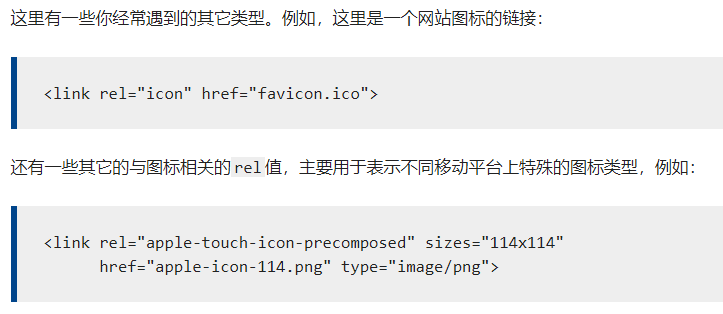 这里有一些你经常遇到的其它类型。例如，这里是一个网站图标的链接：
<link rel="icon" href="favicon.ico">
还有一些其它的与图标相关的rel值，主要用于表示不同移动平台上特殊的图标类型，例如：
<link rel="apple-touch-icon-precomposed" sizes="114x114"
      href="apple-icon-114.png" type="image/png">